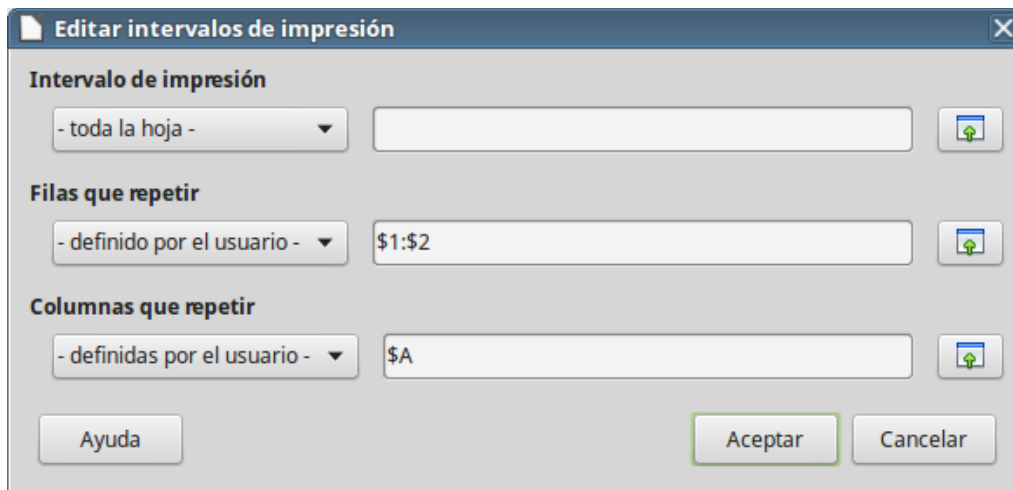 Editar intervalos de impresión
Intervalo de impresión
- toda la hoja -
Filas que repetir
- definido por el usuario - $1:$2
Columnas que repetir
- definidas por el usuario - $A
Ayuda Aceptar Cancelar